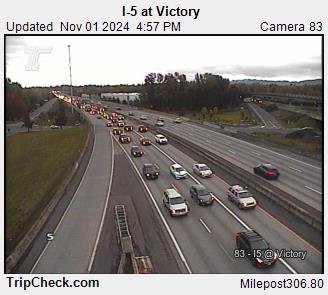 I-5 at Victory
Updated Nov 01 2024 4:57 PM Camera 83
S
83 - I5 @ Victory
TripCheck.com Milepost306.80